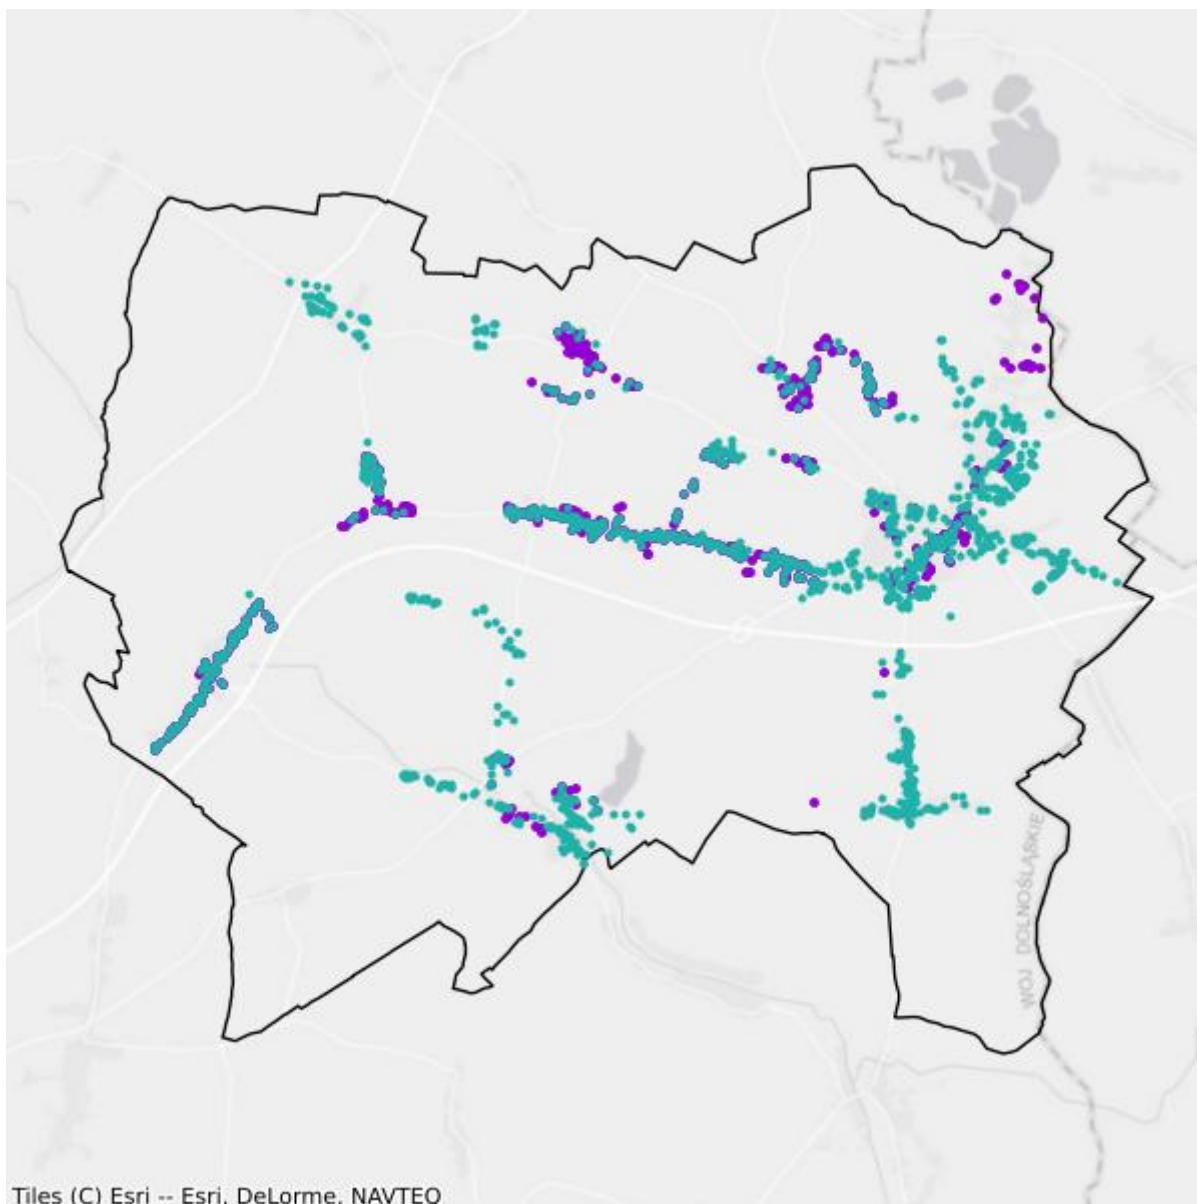 WOJ DOLNOŚLĄSKIE
Tiles (C) Esri -- Esri, DeLorme, NAVTEQ